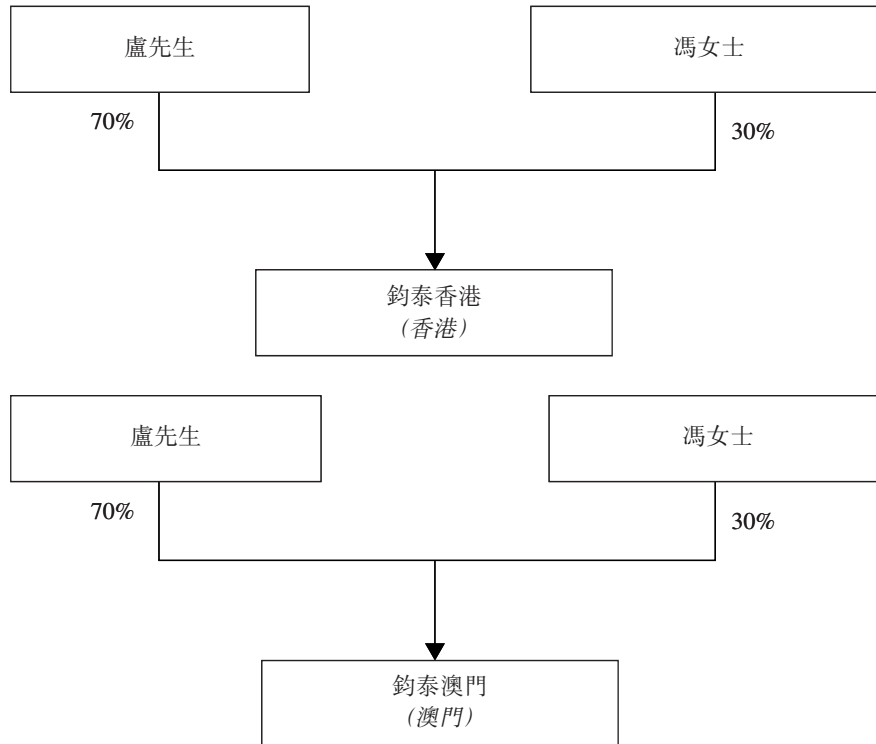 盧先生
馮女士
70%
30%
鈞泰香港
(香港)
盧先生
馮女士
70%
30%
鈞泰澳門
(澳門)